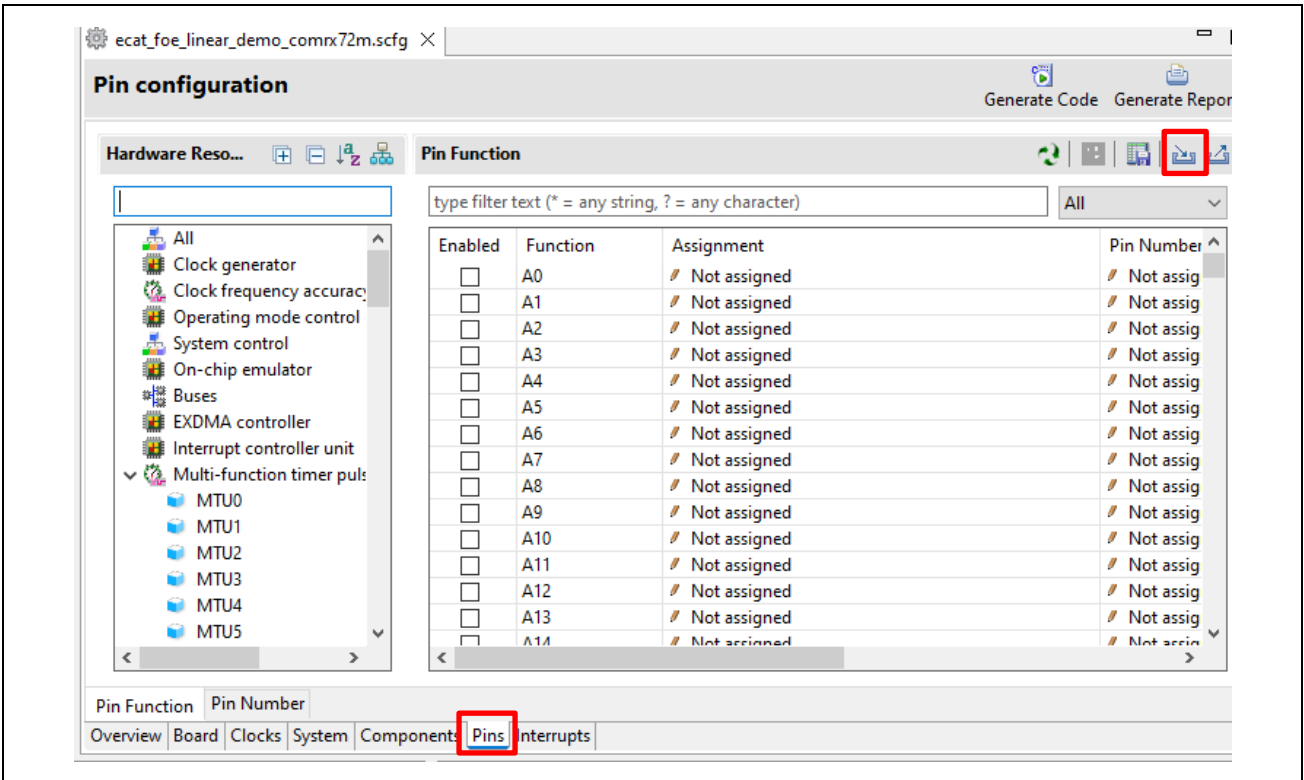 ecat_foe_linear_demo_comrx72m.scfg
Pin configuration
Generate Code Generate Repor
Hardware Reso...
Pin Function
type filter text (* = any string, ? = any character)
All
All
Clock generator
Clock frequency accuracy
Operating mode control
System control
On-chip emulator
Buses
EXDMA controller
Interrupt controller unit
Multi-function timer puls
MTU0
MTU1
MTU2
MTU3
MTU4
MTU5
Enabled Function Assignment Pin Number
A0 Not assigned Not assig
A1 Not assigned Not assig
A2 Not assigned Not assig
A3 Not assigned Not assig
A4 Not assigned Not assig
A5 Not assigned Not assig
A6 Not assigned Not assig
A7 Not assigned Not assig
A8 Not assigned Not assig
A9 Not assigned Not assig
A10 Not assigned Not assig
A11 Not assigned Not assig
A12 Not assigned Not assig
A13 Not assigned Not assig
A14 Not assigned Not assig
Pin Function Pin Number
Overview Board Clocks System Components Pins Interrupts